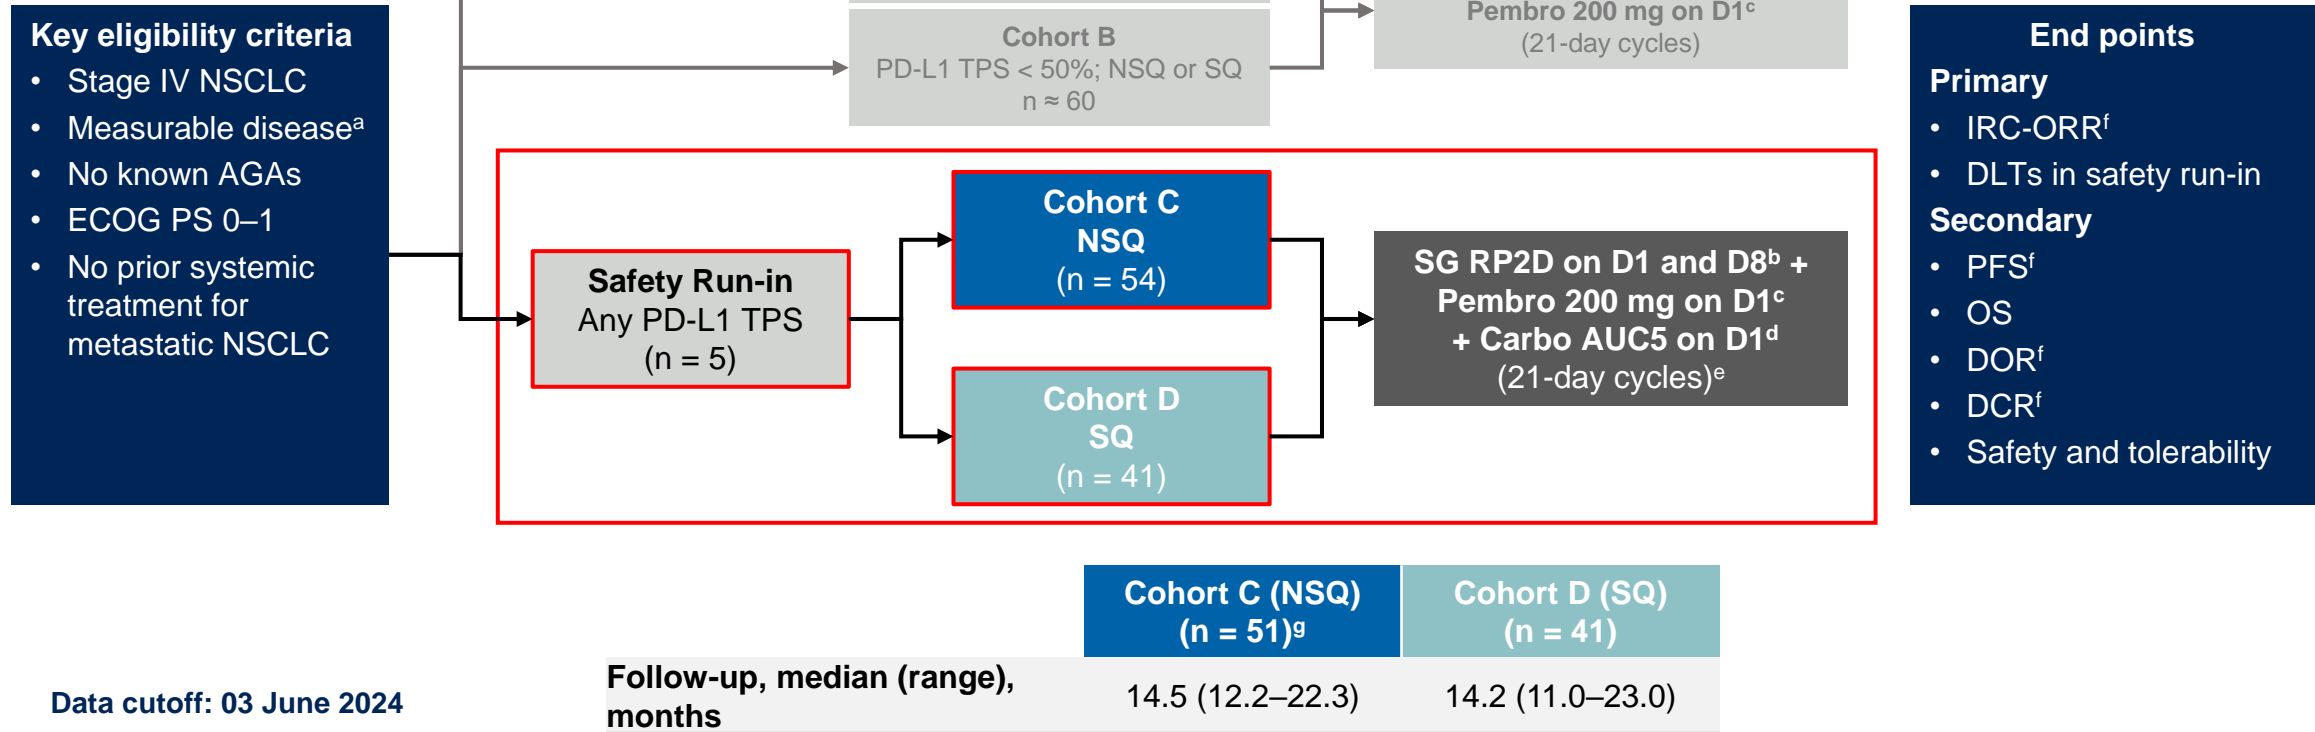 Key eligibility criteria
• Stage IV NSCLC
• Measurable diseaseᵃ
• No known AGAs
• ECOG PS 0–1
• No prior systemic
treatment for
metastatic NSCLC
Cohort B
PD-L1 TPS < 50%; NSQ or SQ
n ≈ 60
Pembro 200 mg on D1ᶜ
(21-day cycles)
Safety Run-in
Any PD-L1 TPS
(n = 5)
Cohort C
NSQ
(n = 54)
Cohort D
SQ
(n = 41)
SG RP2D on D1 and D8ᵇ +
Pembro 200 mg on D1ᶜ
+ Carbo AUC5 on D1ᵈ
(21-day cycles)ᵉ
End points
Primary
• IRC-ORRᶠ
• DLTs in safety run-in
Secondary
• PFSᶠ
• OS
• DORᶠ
• DCRᶠ
• Safety and tolerability
Cohort C (NSQ)
(n = 51)ᵍ
Cohort D (SQ)
(n = 41)
Follow-up, median (range),
months
14.5 (12.2–22.3)
14.2 (11.0–23.0)
Data cutoff: 03 June 2024